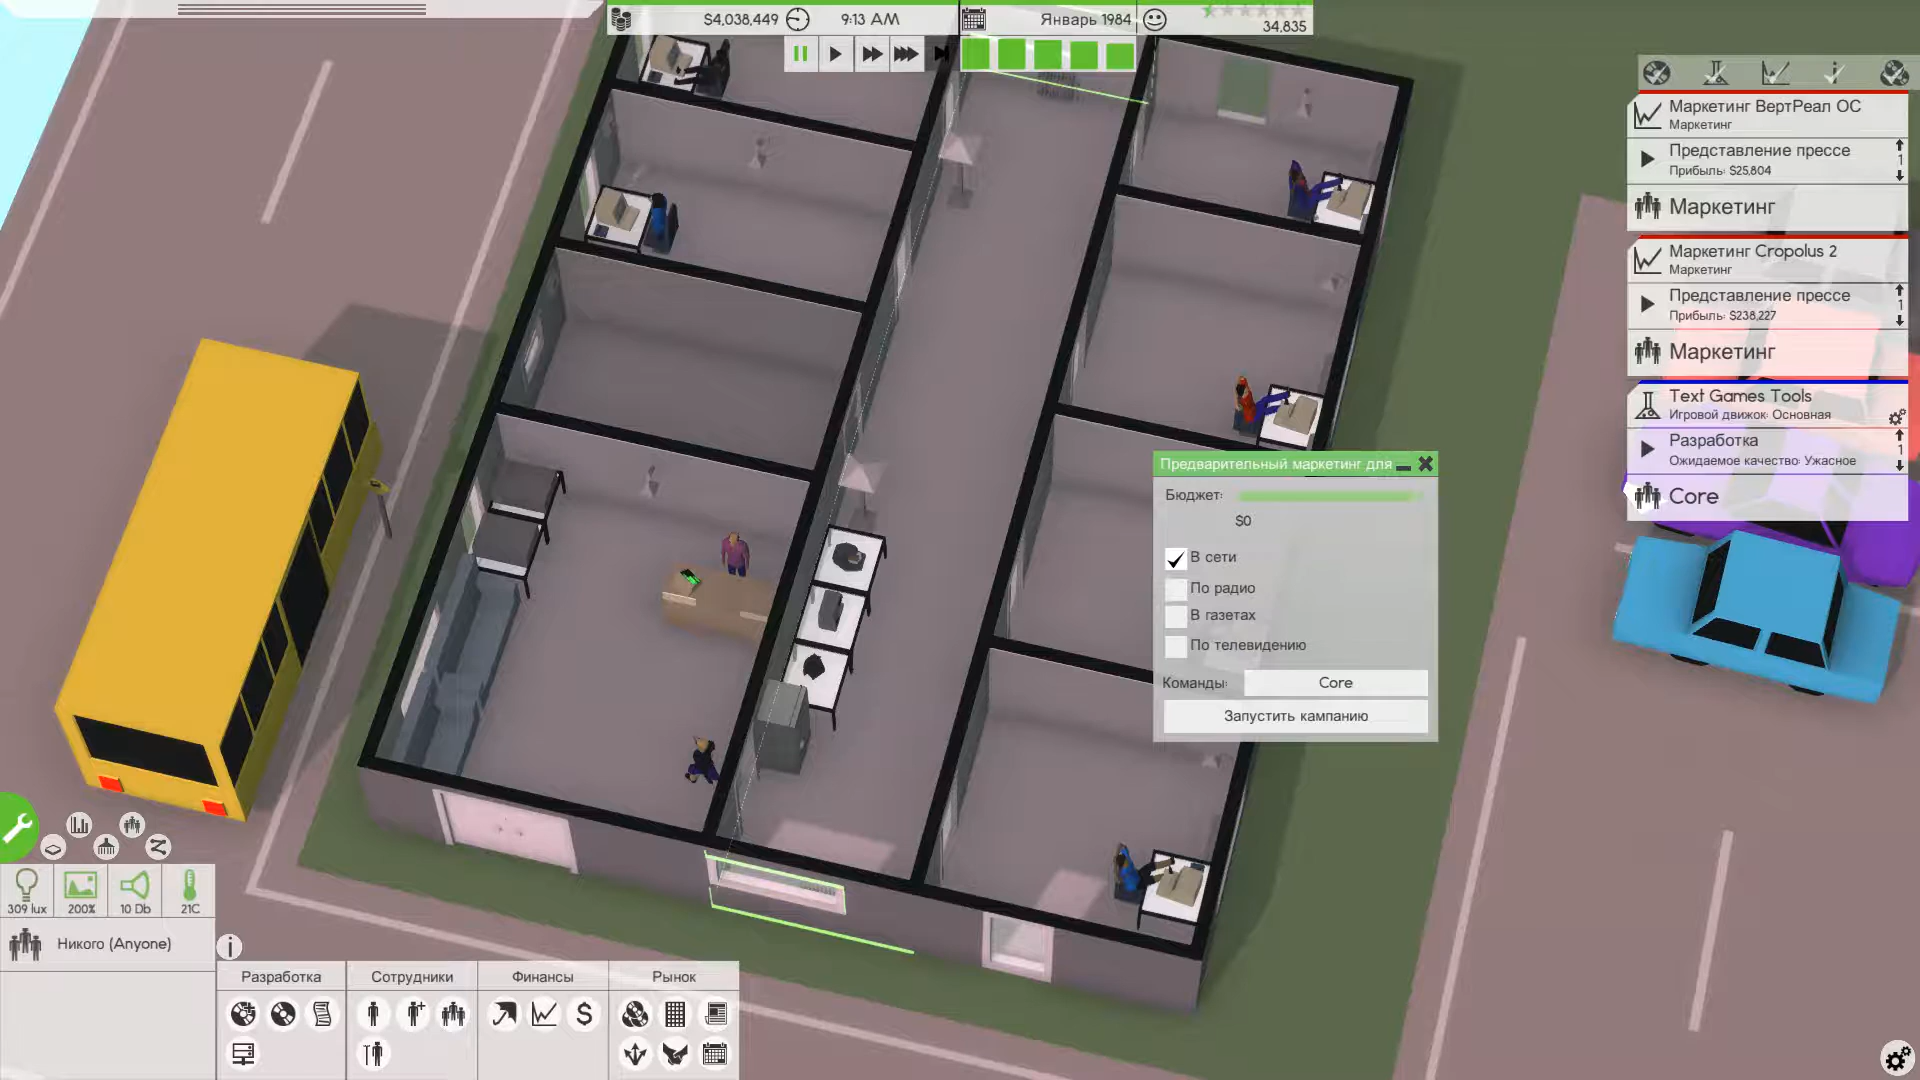 $4,038,449
9:13 AM
Январь 1984
34,835
Маркетинг ВертРеал ОС
Маркетинг
Представление прессе
Прибыль: $25,804
1
Маркетинг
Маркетинг Cropolus 2
Маркетинг
Представление прессе
Прибыль: $238,227
1
Маркетинг
Text Games Tools
Игровой движок: Основная
Разработка
Ожидаемое качество: Ужасное
1
Core
Предварительный маркетинг для
Бюджет:
$0
В сети
По радио
В газетах
По телевидению
Команды:
Core
Запустить кампанию
309 lux
200%
10 Db
21C
Никого (Anyone)
Разработка
Сотрудники
Финансы
Рынок